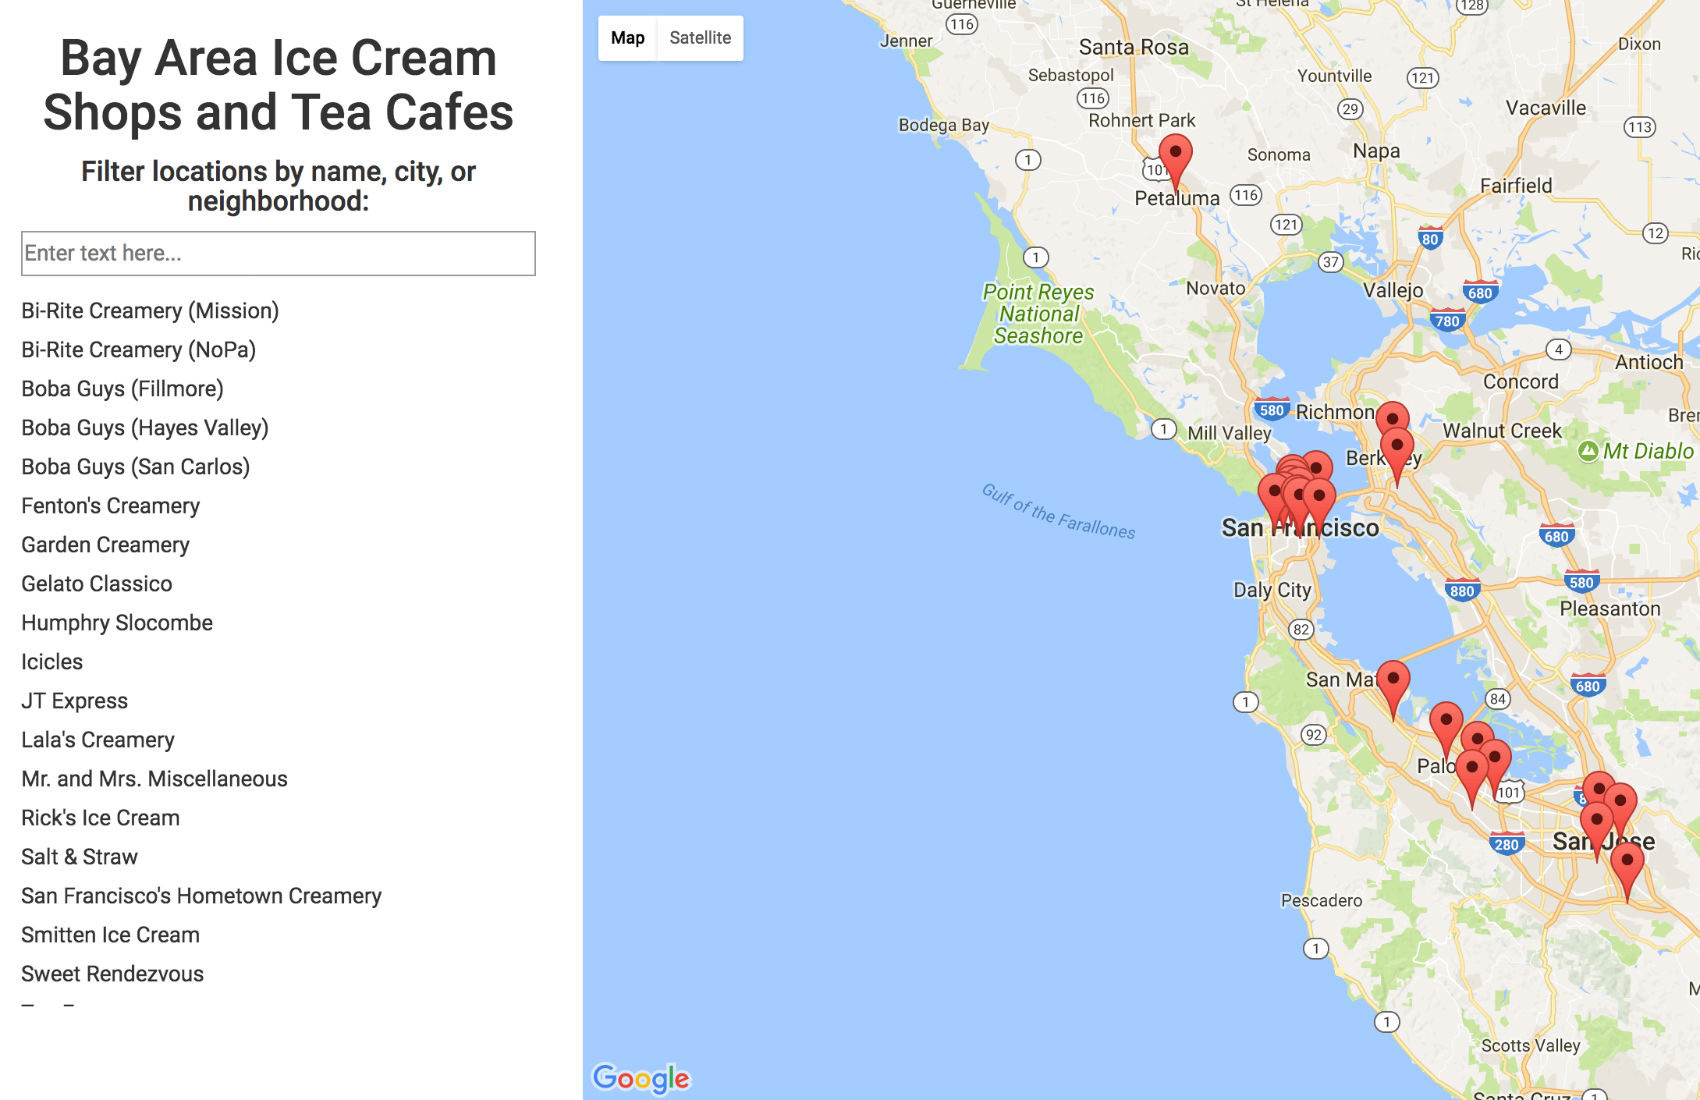 Bay Area Ice Cream
Shops and Tea Cafes
Filter locations by name, city, or
neighborhood:
Enter text here...
Bi-Rite Creamery (Mission)
Bi-Rite Creamery (NoPa)
Boba Guys (Fillmore)
Boba Guys (Hayes Valley)
Boba Guys (San Carlos)
Fenton's Creamery
Garden Creamery
Gelato Classico
Humphry Slocombe
Icicles
JT Express
Lala's Creamery
Mr. and Mrs. Miscellaneous
Rick's Ice Cream
Salt & Straw
San Francisco's Hometown Creamery
Smitten Ice Cream
Sweet Rendezvous
Map Satellite
Guerneville
St Helena
128
116
Jenner
Santa Rosa
Dixon
Sebastopol
Yountville
121
116
29
Vacaville
Bodega Bay
Rohnert Park
113
1
Sonoma
Napa
101
Petaluma
116
Fairfield
121
80
12
1
37
Point Reyes
National
Seashore
Novato
Vallejo
680
780
4
Antioch
Concord
580
Richmon
1
Mill Valley
Walnut Creek
Mt Diablo
Gulf of the Farallones
San Francisco
680
Daly City
880
580
Pleasanton
82
San Mat
680
1
84
92
Palo
101
280
San Jose
Pescadero
1
1
Scotts Valley
Santa Cruz
1
Google